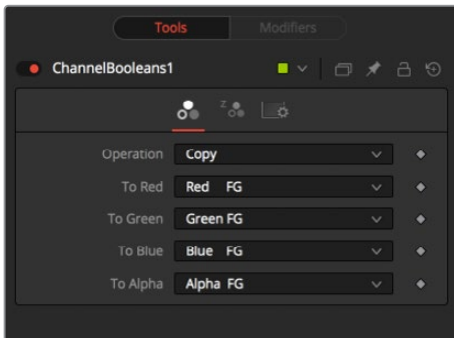 Tools Modifiers
ChannelBooleans1
Z
Operation Copy
To Red Red FG
To Green Green FG
To Blue Blue FG
To Alpha Alpha FG